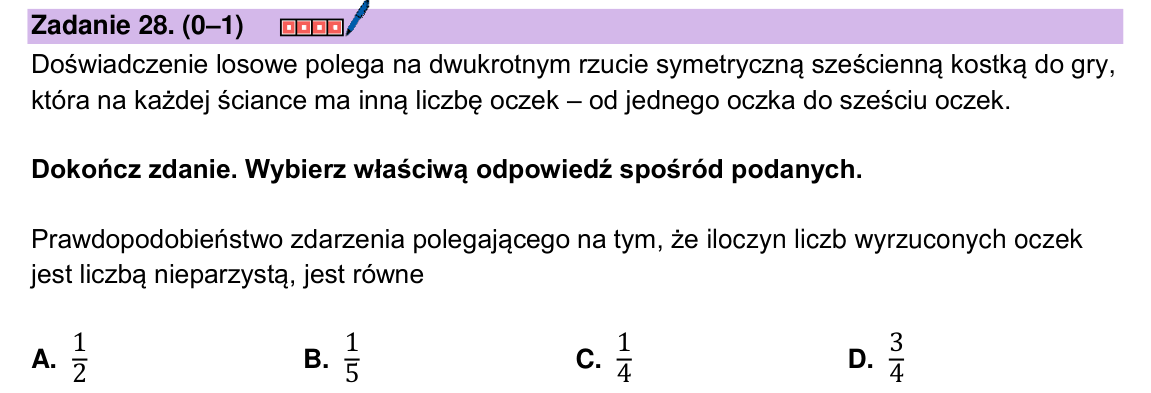 Zadanie 28. (0–1)
Doświadczenie losowe polega na dwukrotnym rzucie symetryczną sześcienną kostką do gry,
która na każdej ściance ma inną liczbę oczek – od jednego oczka do sześciu oczek.
Dokończ zdanie. Wybierz właściwą odpowiedź spośród podanych.
Prawdopodobieństwo zdarzenia polegającego na tym, że iloczyn liczb wyrzuconych oczek
jest liczbą nieparzystą, jest równe
A. 1/2 B. 1/5 C. 1/4 D. 3/4